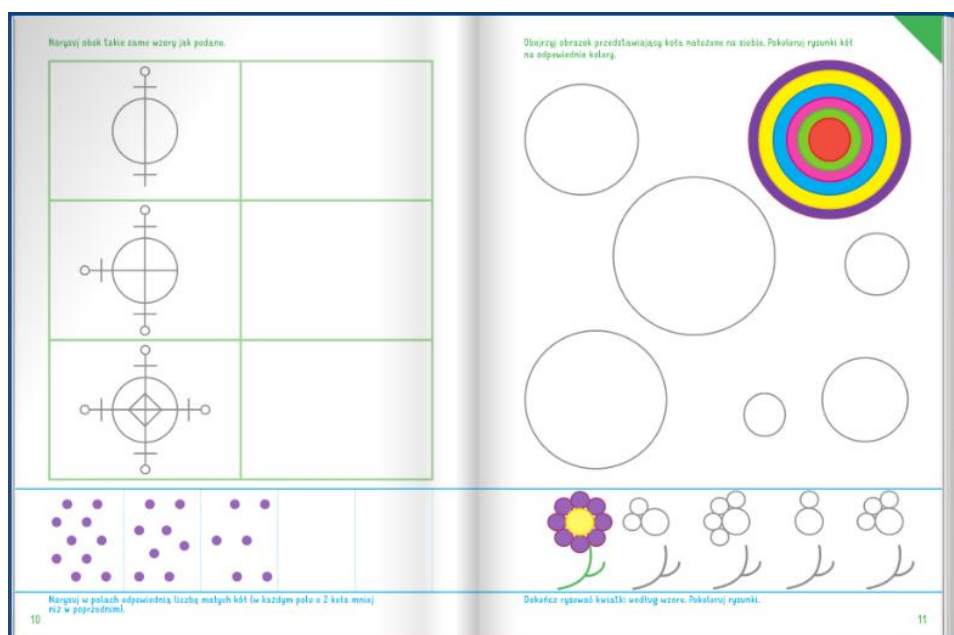 Narysuj obok takie same wzory jak podano.
Narysuj w polach odpowiednią liczbę małych kół (w każdym polu o 2 koła mniej
niż w poprzednim).
10
Obejrzyj obrazek przedstawiający koła nałożone na siebie. Pokoloruj rysunki kół
na odpowiednie kolory.
Dokończ rysować kwiatki według wzoru. Pokoloruj rysunki.
11